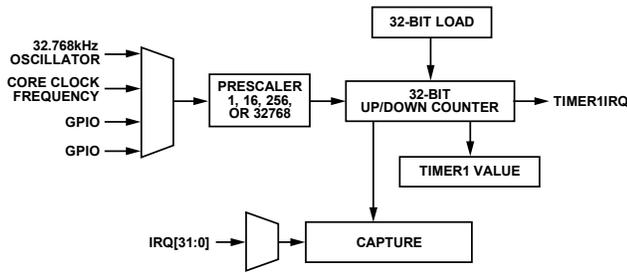 32-BIT LOAD
32.768kHz
OSCILLATOR
CORE CLOCK
FREQUENCY
GPIO
GPIO
PRESCALER
1, 16, 256,
OR 32768
32-BIT
UP/DOWN COUNTER
TIMER1IRQ
TIMER1 VALUE
IRQ[31:0]
CAPTURE